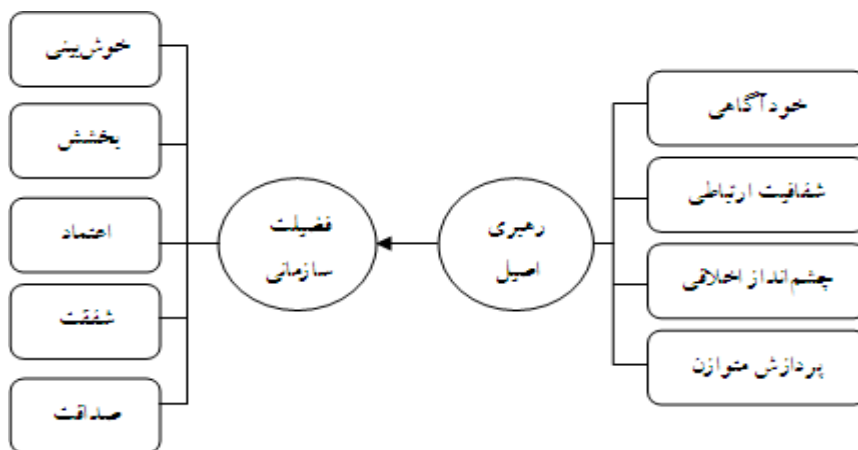 خودآگاهی
شفافیت ارتباطی
چشم‌انداز اخلاقی
پردازش متوازن
رهبری
اصیل
فضیلت
سازمانی
خوش‌بینی
بخشش
اعتماد
شفقت
صداقت